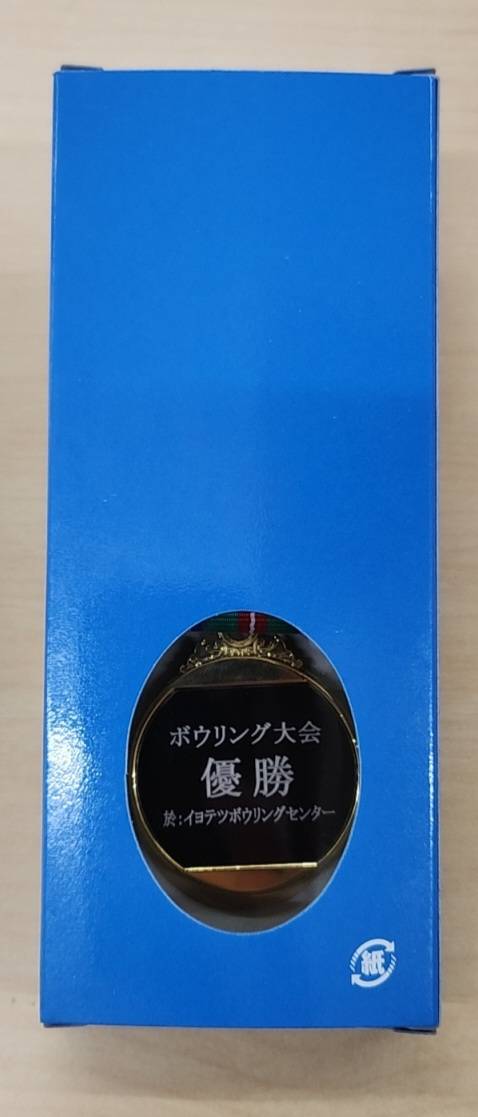 ボウリング大会
優勝
於:イヨテツボウリングセンター
紙